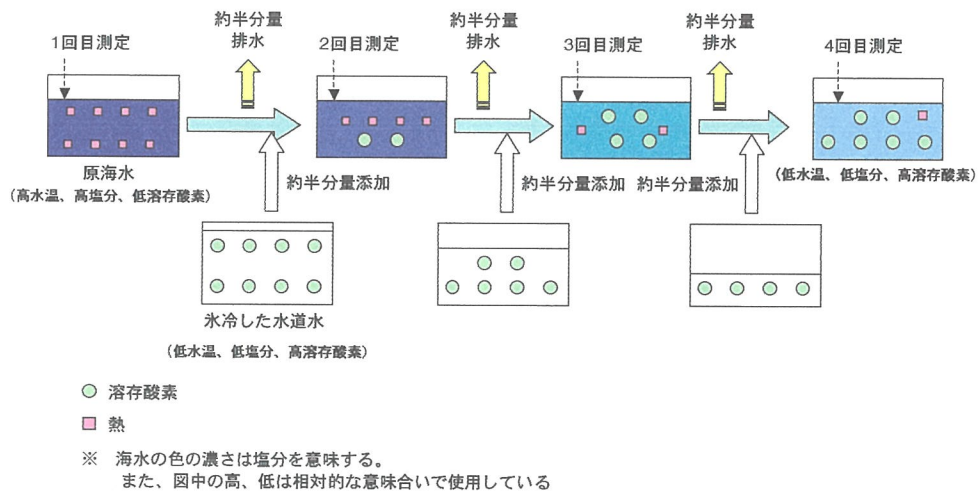 1回目測定
約半分量
排水
2回目測定
約半分量
排水
3回目測定
約半分量
排水
4回目測定
原海水
(高水温、高塩分、低溶存酸素)
約半分量添加
約半分量添加
約半分量添加
(低水温、低塩分、高溶存酸素)
氷冷した水道水
(低水温、低塩分、高溶存酸素)
溶存酸素
熱
※ 海水の色の濃さは塩分を意味する。
また、図中の高、低は相対的な意味合いで使用している